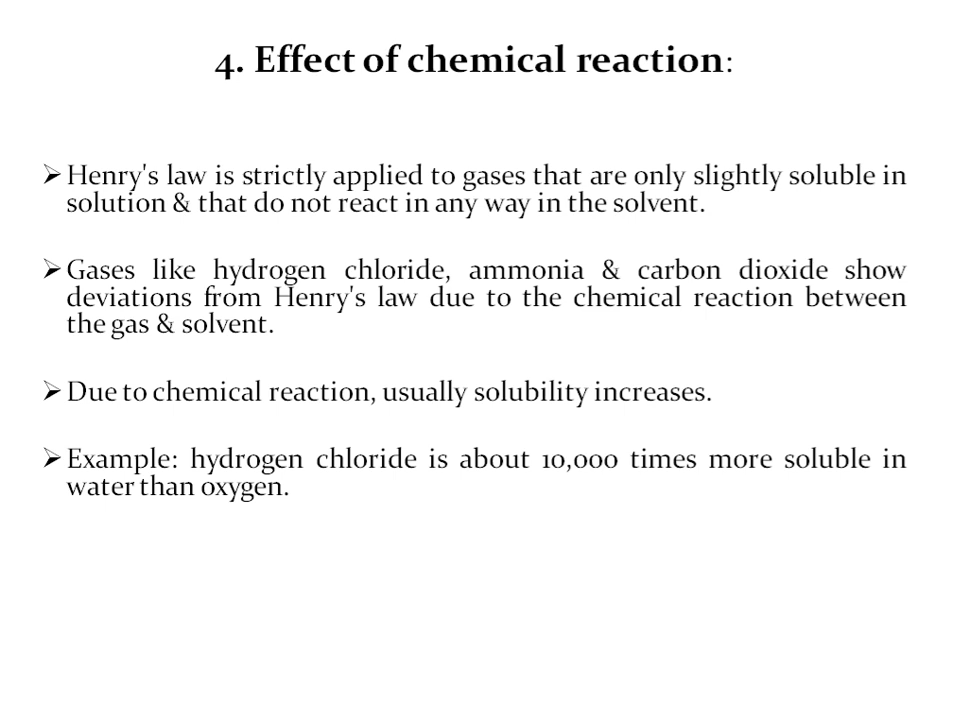 4. Effect of chemical reaction:
➢Henry's law is strictly applied to gases that are only slightly soluble in
solution & that do not react in any way in the solvent.
➢Gases like hydrogen chloride, ammonia & carbon dioxide show
deviations from Henry's law due to the chemical reaction between
the gas & solvent.
➢Due to chemical reaction, usually solubility increases.
➢Example: hydrogen chloride is about 10,000 times more soluble in
water than oxygen.